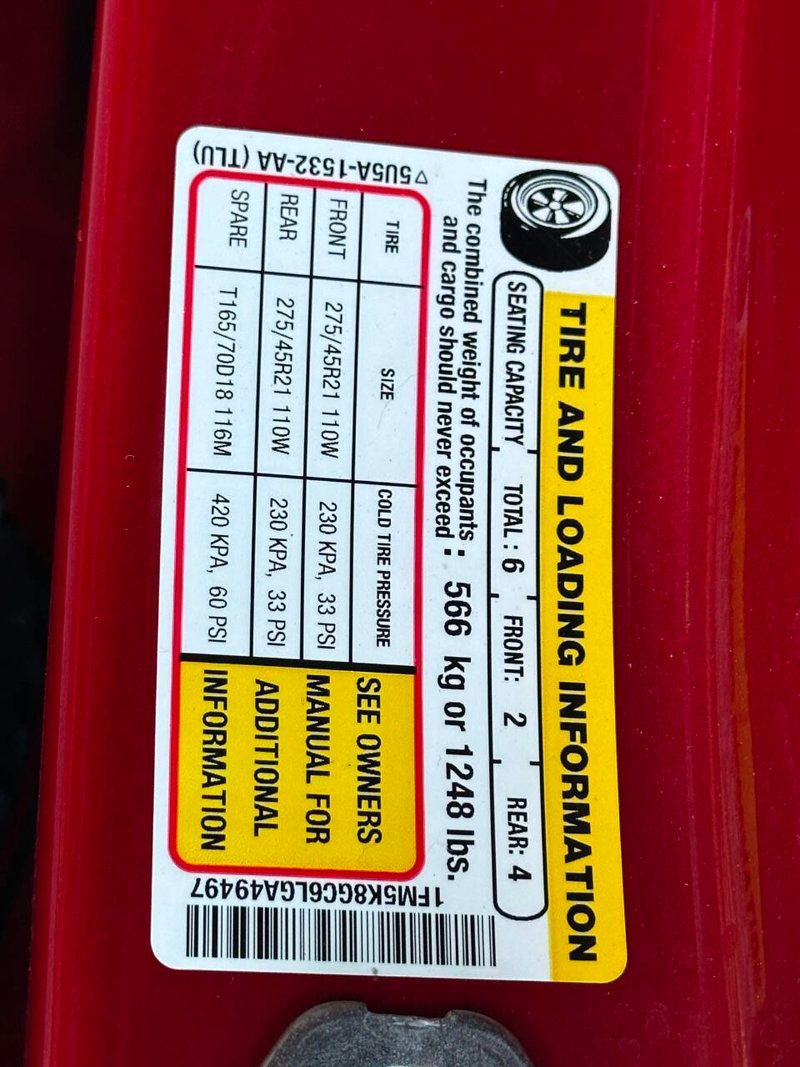 TIRE AND LOADING INFORMATION
SEATING CAPACITY TOTAL : 6 FRONT: 2 REAR: 4
The combined weight of occupants :
and cargo should never exceed : 566 kg or 1248 lbs.
TIRE SIZE COLD TIRE PRESSURE
FRONT 275/45R21 110W 230 KPA, 33 PSI
REAR 275/45R21 110W 230 KPA, 33 PSI
SPARE T165/70D18 116M 420 KPA, 60 PSI
SEE OWNERS
MANUAL FOR
ADDITIONAL
INFORMATION
▽5U5A-1532-AA (TLU)
1FM5K8GC6LGA49497